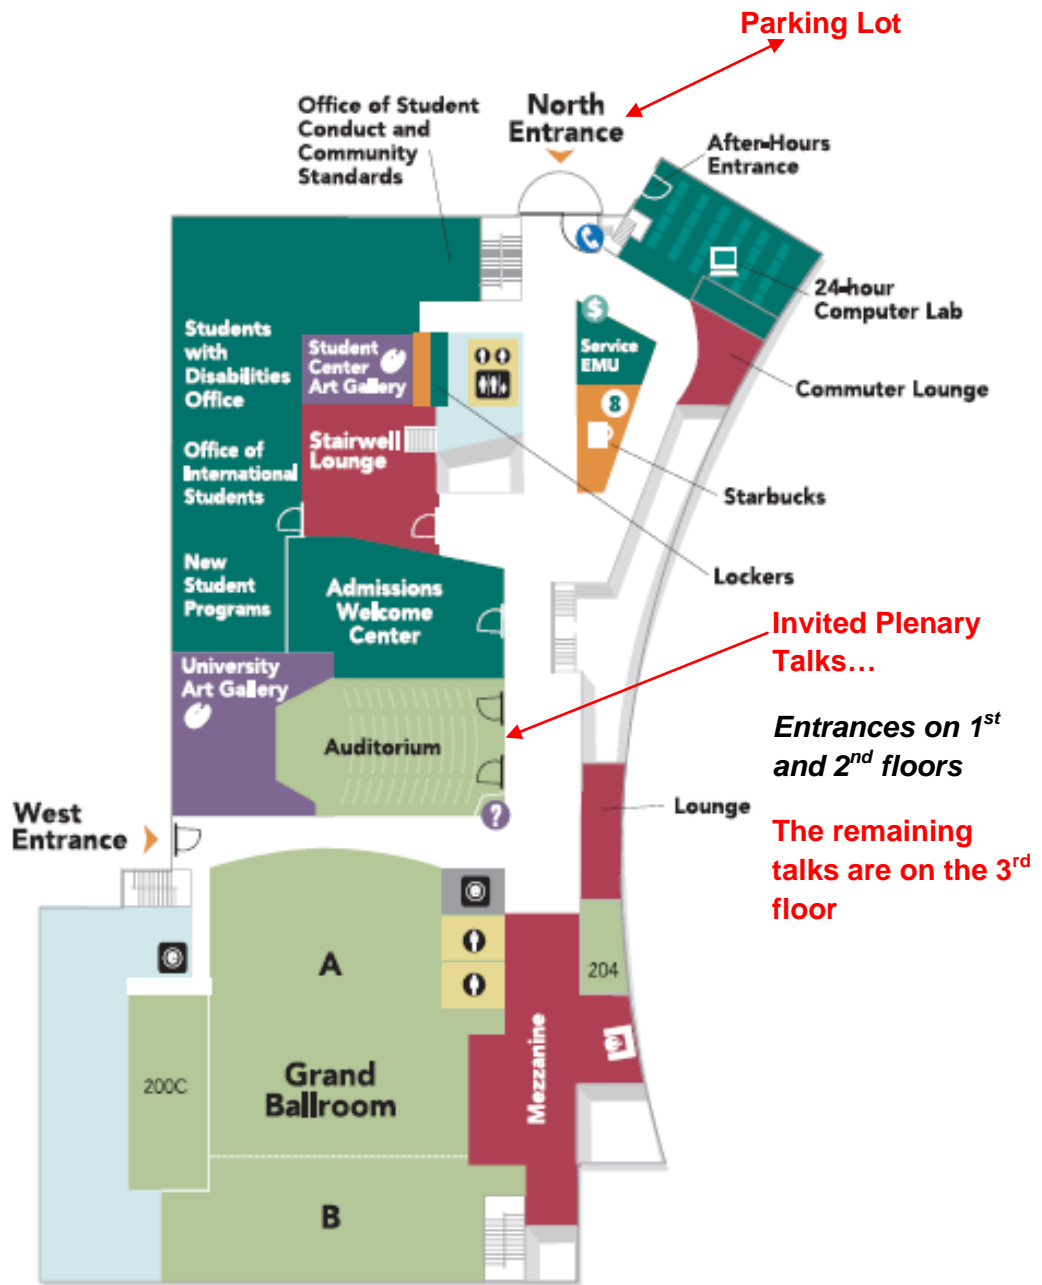 Parking Lot
Office of Student
Conduct and
Community
Standards
North
Entrance
After-Hours
Entrance
24-hour
Computer Lab
Students
with
Disabilities
Office
Student
Center
Art Gallery
$
Service
EMU
8
Commuter Lounge
Stairwell
Lounge
Office of
International
Students
Starbucks
Lockers
New
Student
Programs
Admissions
Welcome
Center
Invited Plenary
Talks…
University
Art Gallery
Auditorium
Entrances on 1st
and 2nd floors
?
West
Entrance
Lounge
The remaining
talks are on the 3rd
floor
A
204
Mezzanine
200C
Grand
Ballroom
B